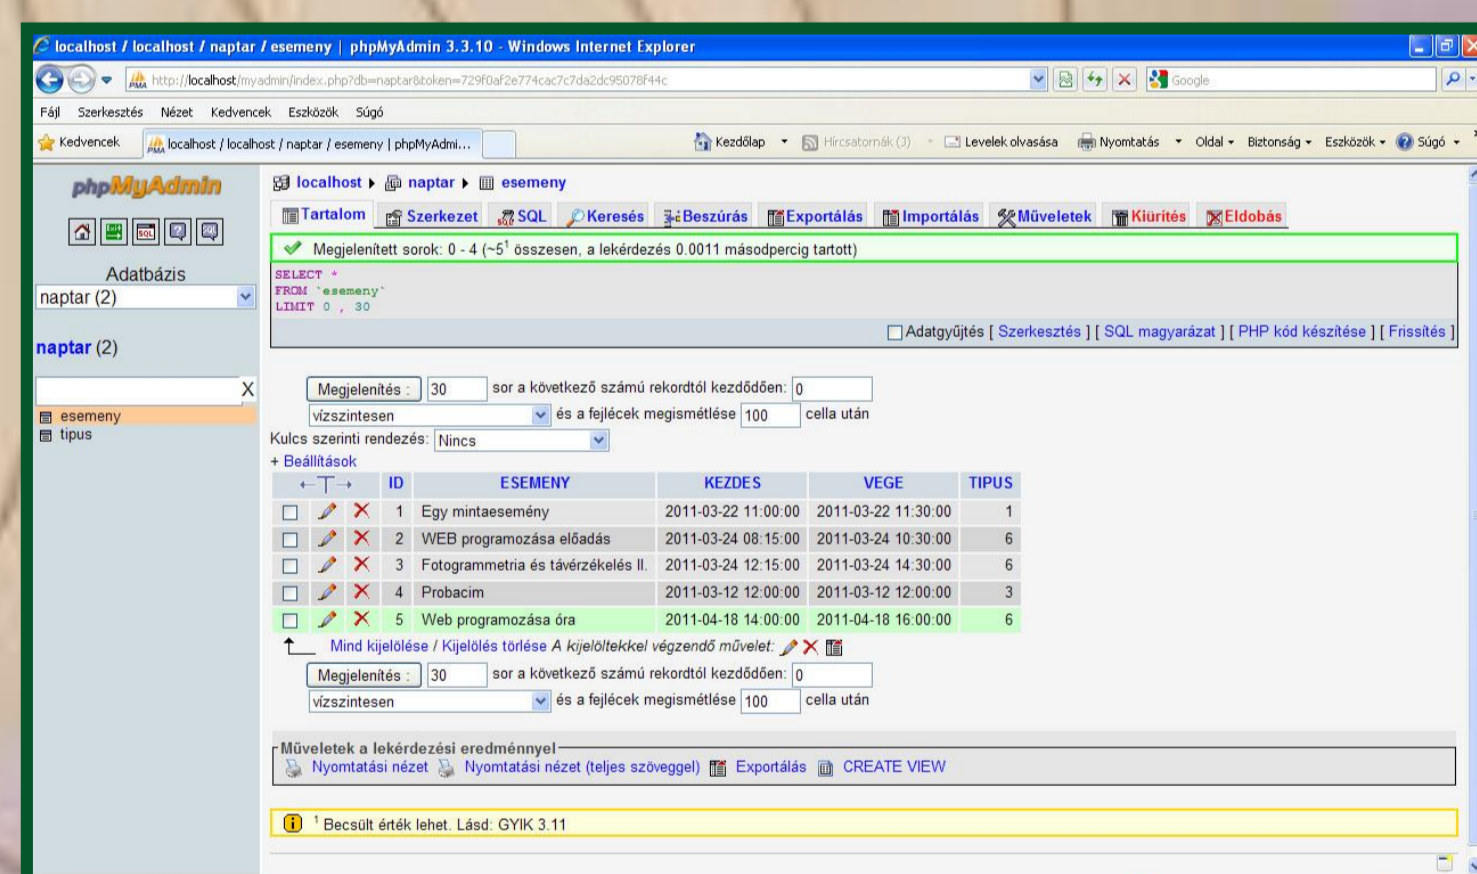 localhost / localhost / naptar / esemeny | phpMyAdmin 3.3.10 - Windows Internet Explorer
http://localhost/myadmin/index.php?db=naptar&token=729f0af2e774cac7c7da2dc95078f44c Google
Fájl Szerkesztés Nézet Kedvencek Eszközök Súgó
Kedvencek localhost / localhost / naptar / esemeny | phpMyAdmi... Kezdőlap Hírcsatornák (J) Levelek olvasása Nyomtatás Oldal Biztonság Eszközök Súgó
phpMyAdmin
Adatbázis
naptar (2)
naptar (2)
X
esemeny
tipus
localhost naptar esemeny
Tartalom Szerkezet SQL Keresés Beszúrás Exportálás Importálás Műveletek Kiürítés Eldobás
Megjelenített sorok: 0 - 4 (~5¹ összesen, a lekérdezés 0.0011 másodpercig tartott)
SELECT *
FROM `esemeny`
LIMIT 0 , 30
Adatgyűjtés [ Szerkesztés ] [ SQL magyarázat ] [ PHP kód készítése ] [ Frissítés ]
Megjelenítés : 30 sor a következő számú rekordtól kezdődően: 0
vízszintesen és a fejlécek megismétlése 100 cella után
Kulcs szerinti rendezés: Nincs
+ Beállítások
←T→ ID ESEMENY KEZDES VEGE TIPUS
1 Egy mintaesemény 2011-03-22 11:00:00 2011-03-22 11:30:00 1
2 WEB programozása előadás 2011-03-24 08:15:00 2011-03-24 10:30:00 6
3 Fotogrammetria és távérzékelés II. 2011-03-24 12:15:00 2011-03-24 14:30:00 6
4 Probacim 2011-03-12 12:00:00 2011-03-12 12:00:00 3
5 Web programozása óra 2011-04-18 14:00:00 2011-04-18 16:00:00 6
Mind kijelölése / Kijelölés törlése A kijelöltekkel végzendő művelet:
Megjelenítés : 30 sor a következő számú rekordtól kezdődően: 0
vízszintesen és a fejlécek megismétlése 100 cella után
Műveletek a lekérdezési eredménnyel
Nyomtatási nézet Nyomtatási nézet (teljes szöveggel) Exportálás CREATE VIEW
¹ Becsült érték lehet. Lásd: GYIK 3.11